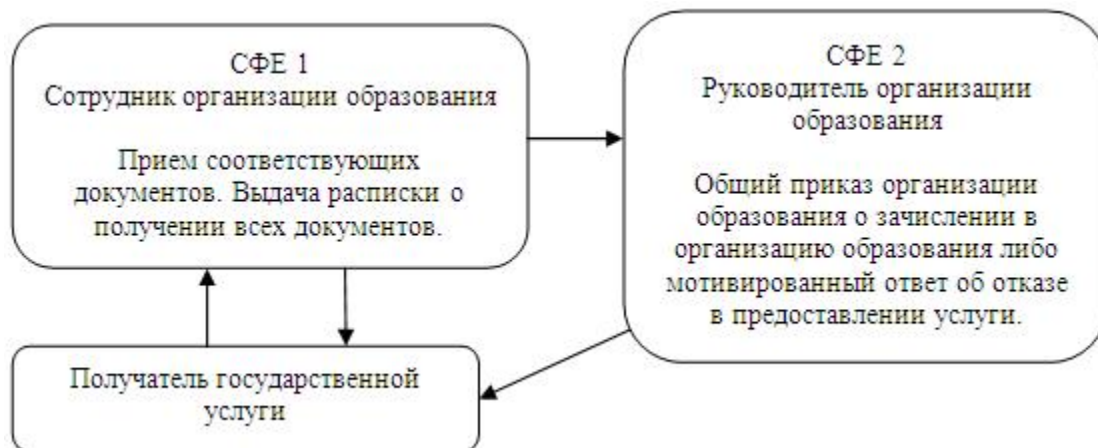 СФЕ 1
Сотрудник организации образования
Прием соответствующих
документов. Выдача расписки о
получении всех документов.
СФЕ 2
Руководитель организации
образования
Общий приказ организации
образования о зачислении в
организацию образования либо
мотивированный ответ об отказе
в предоставлении услуги.
Получатель государственной
услуги